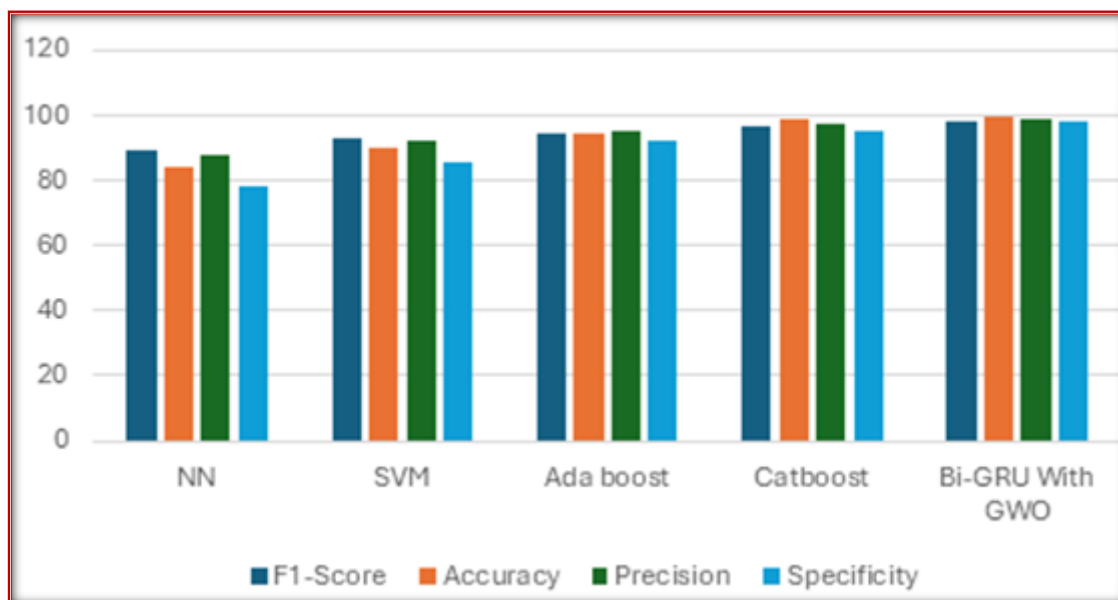 120
100
80
60
40
20
0
NN SVM Ada boost Catboost Bi-GRU With
GWO
F1-Score Accuracy Precision Specificity